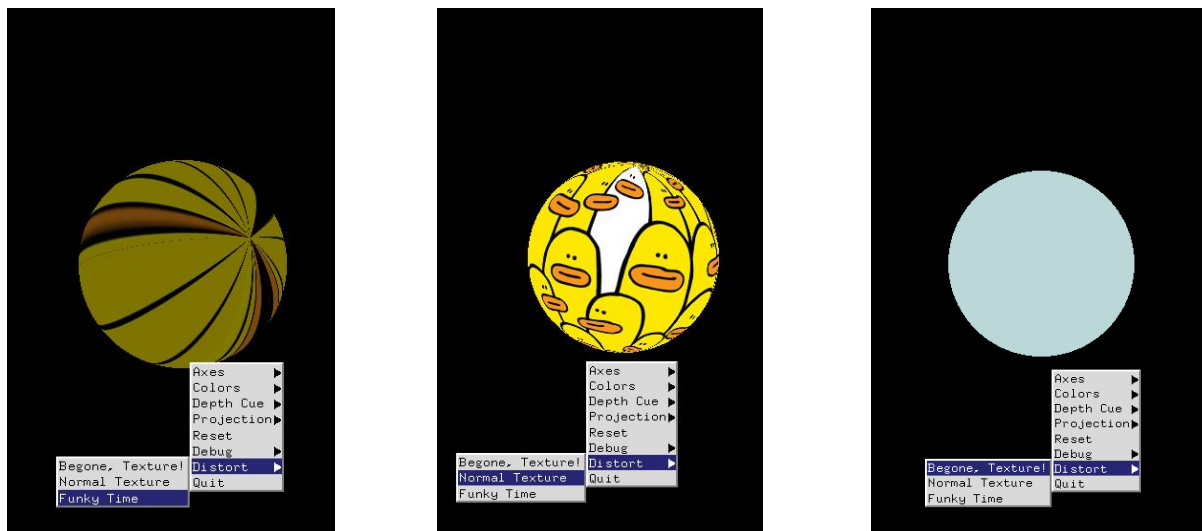 Axes
Colors
Depth Cue
Projection
Reset
Debug
Distort
Quit
Begone, Texture!
Normal Texture
Funky Time
Axes
Colors
Depth Cue
Projection
Reset
Debug
Distort
Quit
Begone, Texture!
Normal Texture
Funky Time
Axes
Colors
Depth Cue
Projection
Reset
Debug
Distort
Quit
Begone, Texture!
Normal Texture
Funky Time